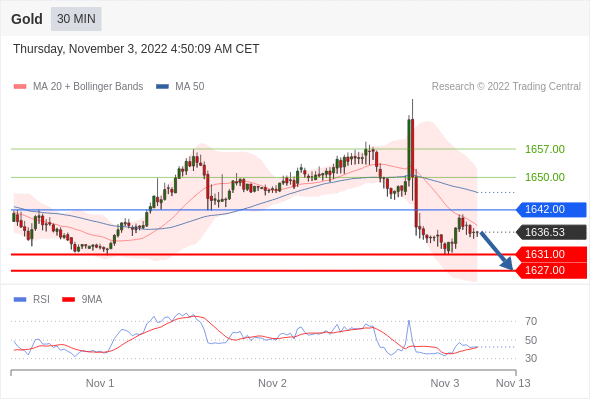 Gold 30 MIN
Thursday, November 3, 2022 4:50:09 AM CET
MA 20 + Bollinger Bands MA 50 Research © 2022 Trading Central
1657.00
1650.00
1642.00
1636.53
1631.00
1627.00
RSI 9MA
70
50
30
Nov 1 Nov 2 Nov 3 Nov 13